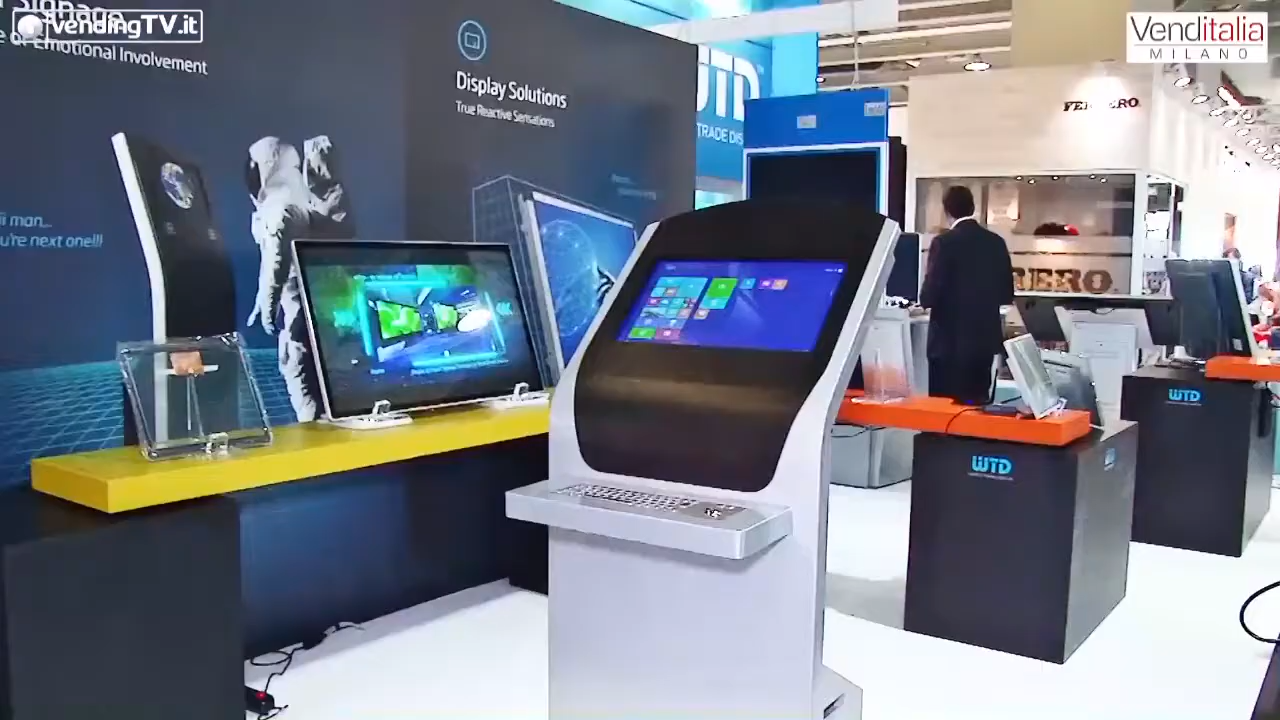 Signage
vendingTV.it
of Emotional Involvement
Display Solutions
True Reactive Sensations
WTD
TRADE DIS
Venditalia
MILANO
FERRERO
ii man...
u're next one!!!
RERO
WTD
WTD